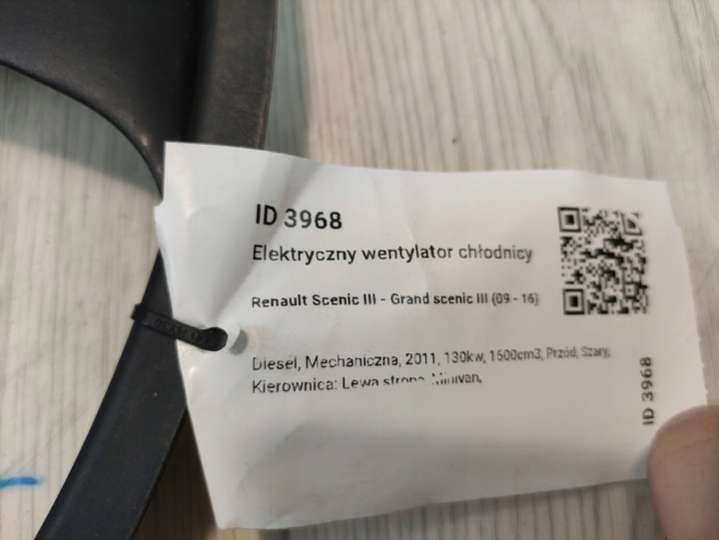 ID 3968
Elektryczny wentylator chłodnicy
Renault Scenic III - Grand scenic III (09 - 16)
Diesel, Mechaniczna, 2011, 130kw, 1600cm3, Przód, Szary,
Kierownica: Lewa strona, Minivan,
ID 3968